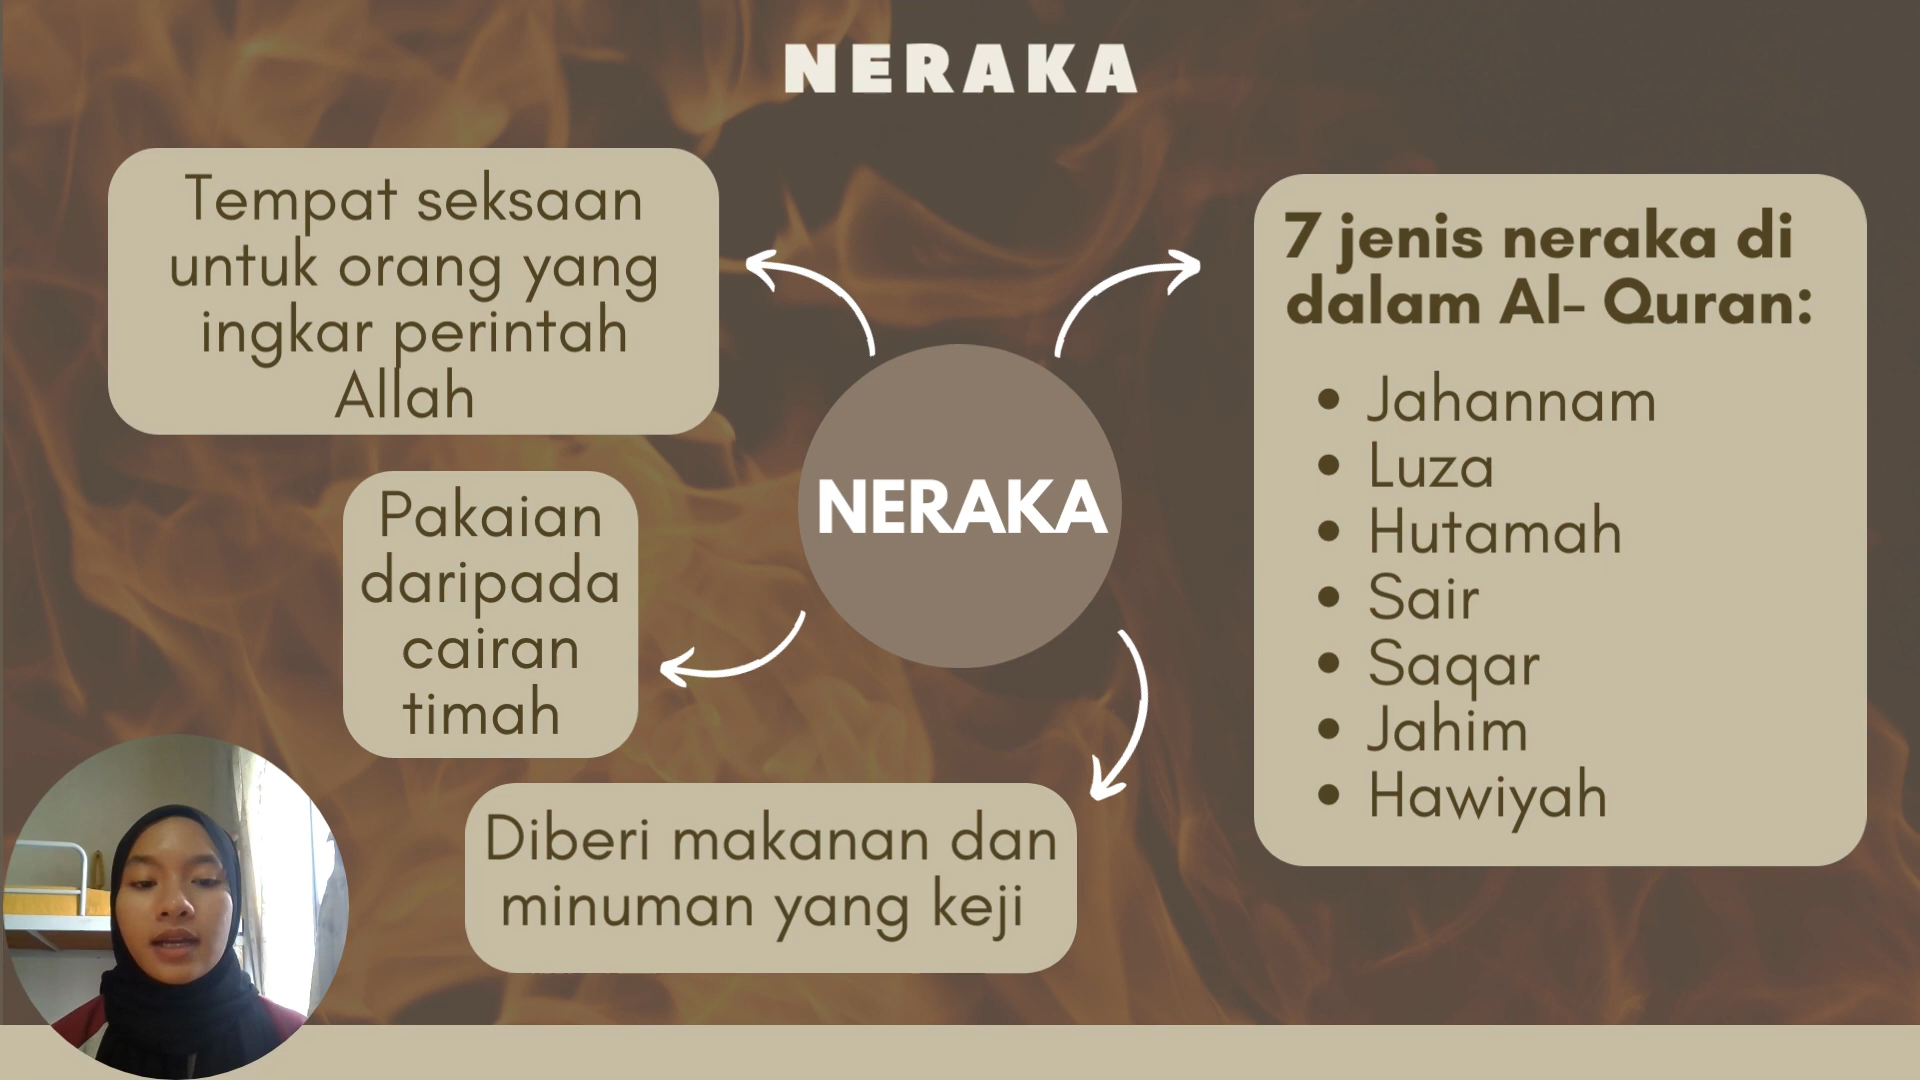 NERAKA
Tempat seksaan
untuk orang yang
ingkar perintah
Allah
NERAKA
Pakaian
daripada
cairan
timah
Diberi makanan dan
minuman yang keji
7 jenis neraka di
dalam Al- Quran:
• Jahannam
• Luza
• Hutamah
• Sair
• Saqar
• Jahim
• Hawiyah